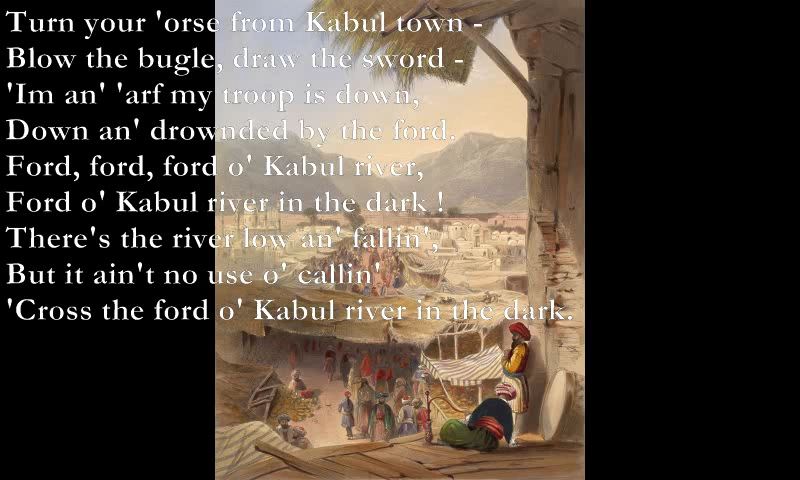 Turn your 'orse from Kabul town -
Blow the bugle, draw the sword -
'Im an' 'arf my troop is down,
Down an' drownded by the ford.
Ford, ford, ford o' Kabul river,
Ford o' Kabul river in the dark !
There's the river low an' fallin',
But it ain't no use o' callin'
'Cross the ford o' Kabul river in the dark.